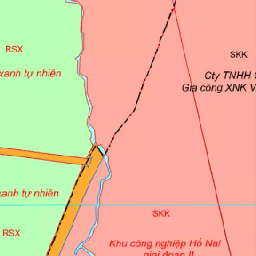 RSX
xanh tự nhiên
SKK
Cty TNHH
Gia công XNK V
xanh tự nhiên
RSX
SKK
Khu công nghiệp Hố Nai
giai đoạn II